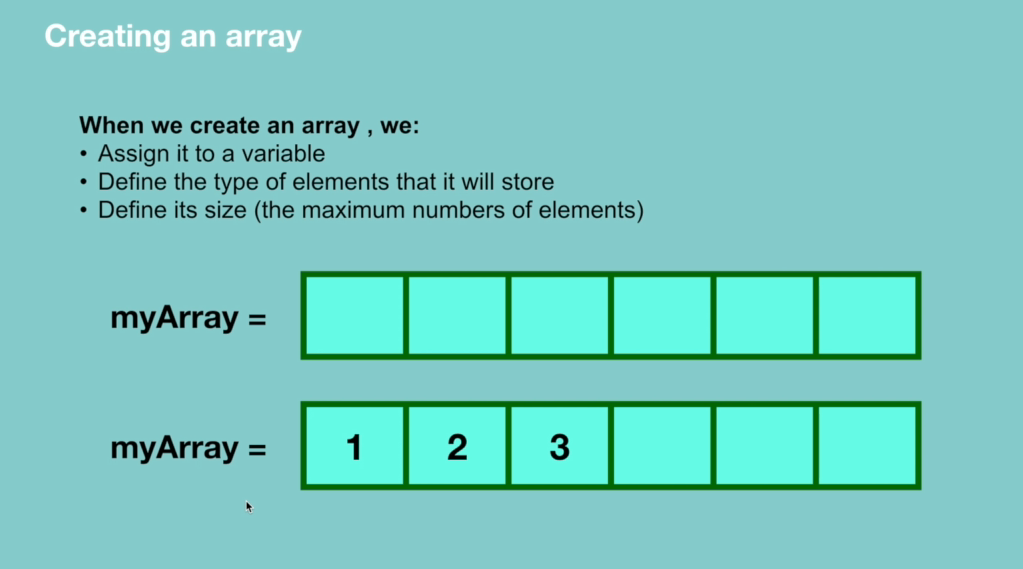 Creating an array
When we create an array , we:
• Assign it to a variable
• Define the type of elements that it will store
• Define its size (the maximum numbers of elements)
myArray =
myArray = 1 2 3